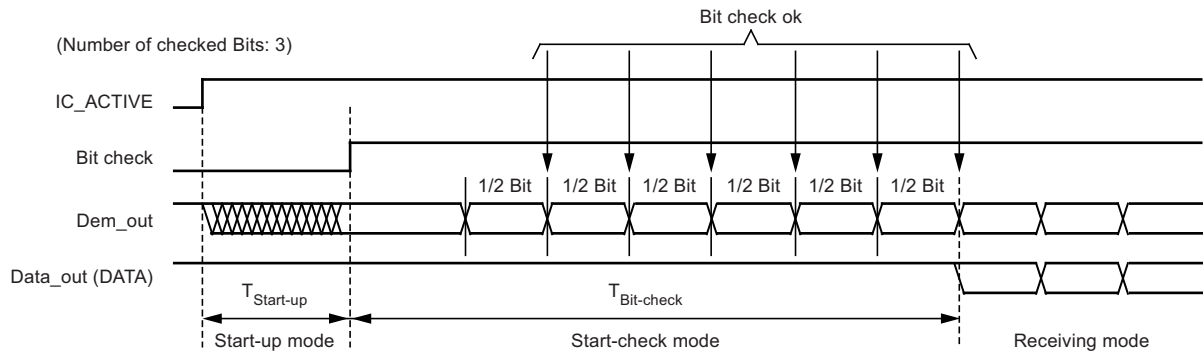 Bit check ok
(Number of checked Bits: 3)
IC_ACTIVE
Bit check
1/2 Bit 1/2 Bit 1/2 Bit 1/2 Bit 1/2 Bit 1/2 Bit
Dem_out
Data_out (DATA)
TStart-up TBit-check
Start-up mode Start-check mode Receiving mode